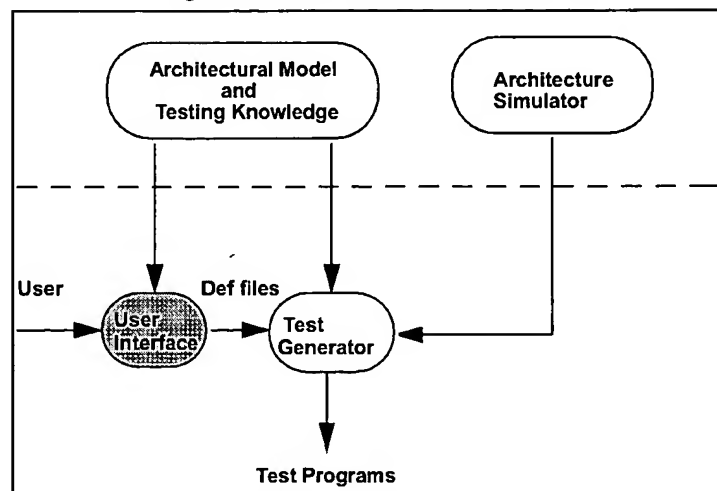 Architectural Model
and
Testing Knowledge
Architecture
Simulator
User
Def files
User
Interface
Test
Generator
Test Programs